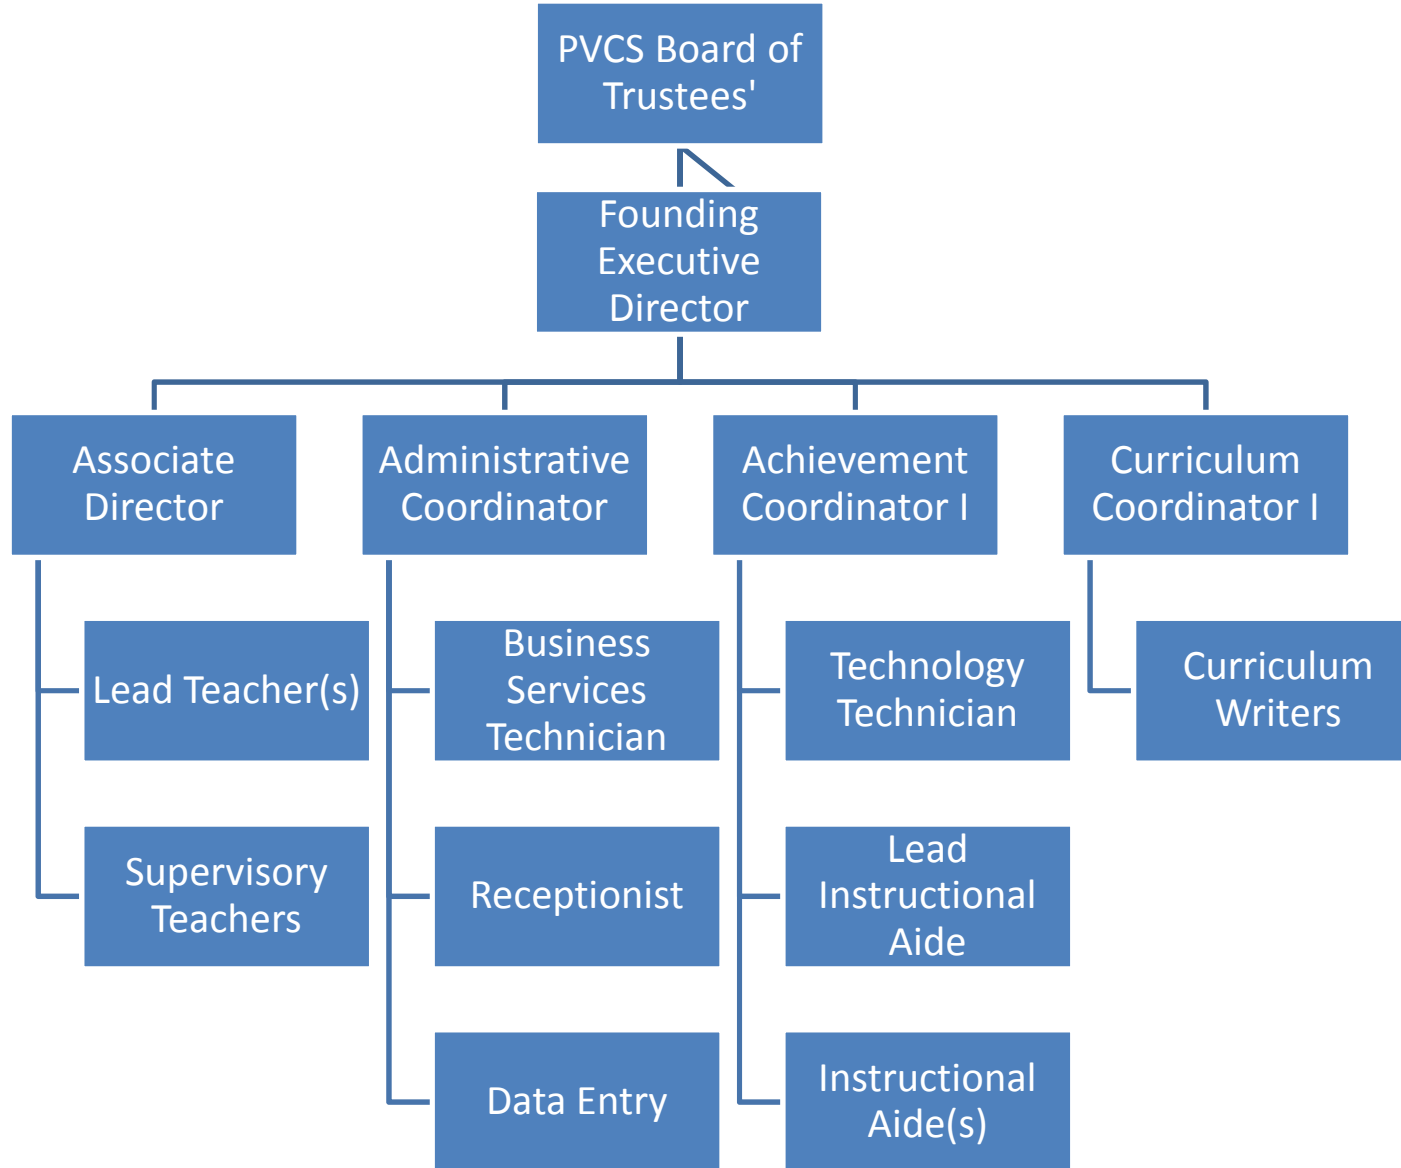 PVCS Board of
Trustees'
Founding
Executive
Director
Associate
Director
Administrative
Coordinator
Achievement
Coordinator I
Curriculum
Coordinator I
Lead Teacher(s)
Business
Services
Technician
Technology
Technician
Curriculum
Writers
Supervisory
Teachers
Receptionist
Lead
Instructional
Aide
Data Entry
Instructional
Aide(s)